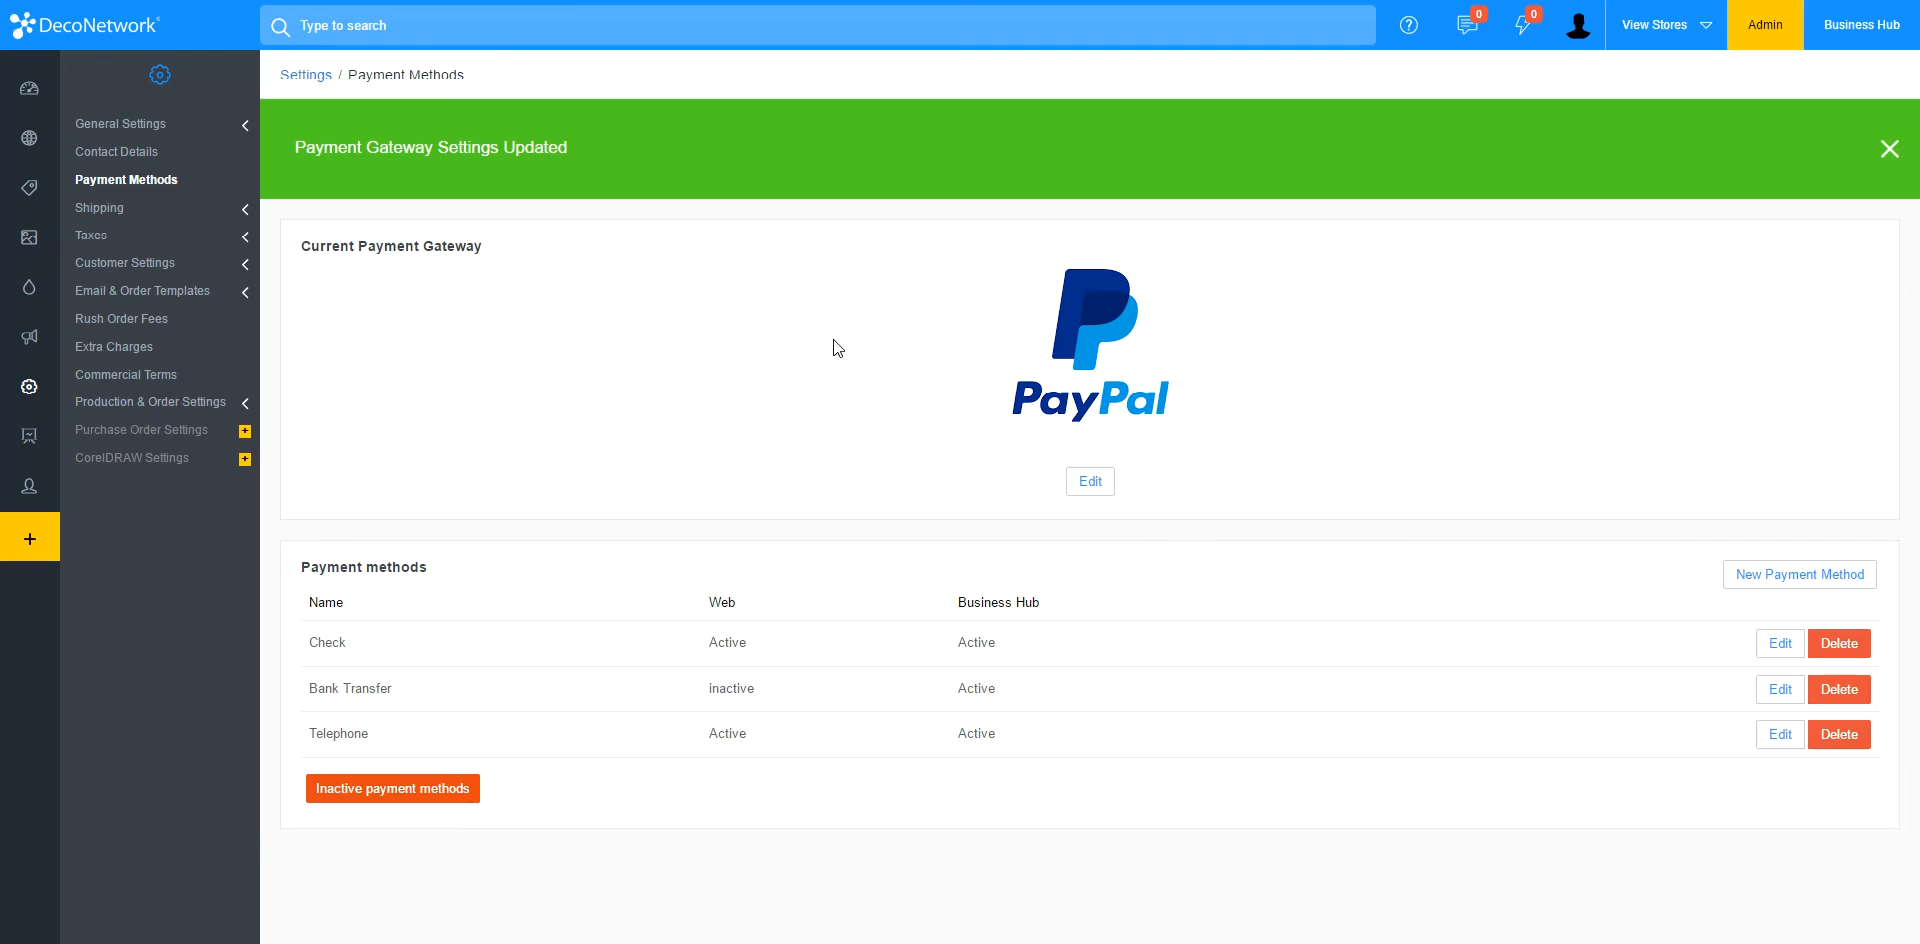 DecoNetwork
Type to search
0
0
View Stores
Admin
Business Hub
Settings / Payment Methods
General Settings
Contact Details
Payment Methods
Shipping
Taxes
Customer Settings
Email & Order Templates
Rush Order Fees
Extra Charges
Commercial Terms
Production & Order Settings
Purchase Order Settings
CorelDRAW Settings
Payment Gateway Settings Updated
Current Payment Gateway
PayPal
Edit
Payment methods
New Payment Method
Name Web Business Hub
Check Active Active Edit Delete
Bank Transfer inactive Active Edit Delete
Telephone Active Active Edit Delete
Inactive payment methods